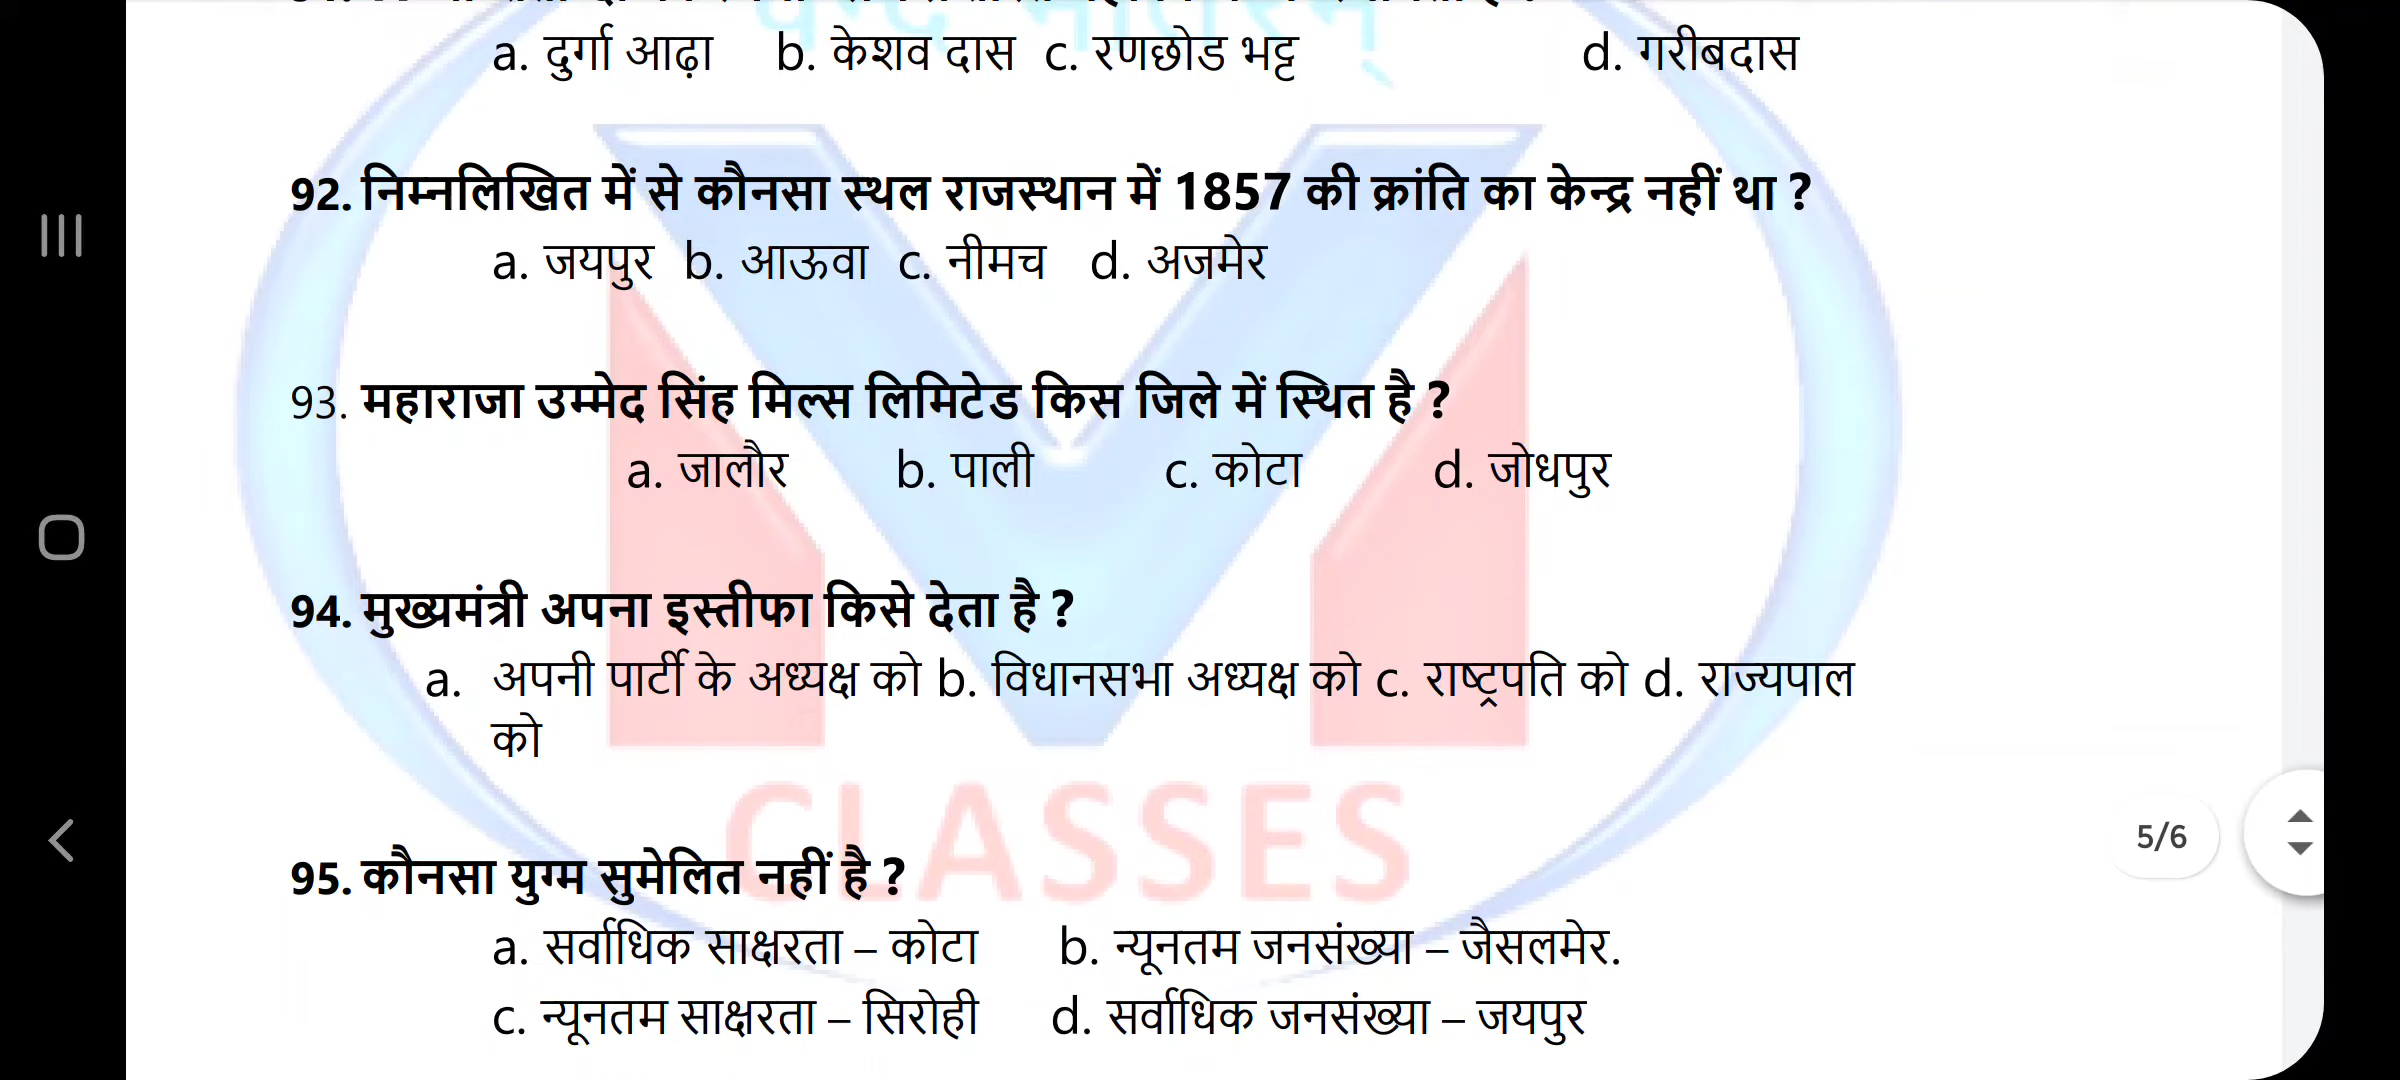 वन्दे मातरम्
a. दुर्गा आढ़ा b. केशव दास c. रणछोड भट्ट d. गरीबदास
92. निम्नलिखित में से कौनसा स्थल राजस्थान में 1857 की क्रांति का केन्द्र नहीं था ?
a. जयपुर b. आऊवा c. नीमच d. अजमेर
93. महाराजा उम्मेद सिंह मिल्स लिमिटेड किस जिले में स्थित है ?
a. जालौर b. पाली c. कोटा d. जोधपुर
94. मुख्यमंत्री अपना इस्तीफा किसे देता है ?
a. अपनी पार्टी के अध्यक्ष को b. विधानसभा अध्यक्ष को c. राष्ट्रपति को d. राज्यपाल
को
CLASSES
5/6
95. कौनसा युग्म सुमेलित नहीं है ?
a. सर्वाधिक साक्षरता – कोटा b. न्यूनतम जनसंख्या – जैसलमेर.
c. न्यूनतम साक्षरता – सिरोही d. सर्वाधिक जनसंख्या – जयपुर